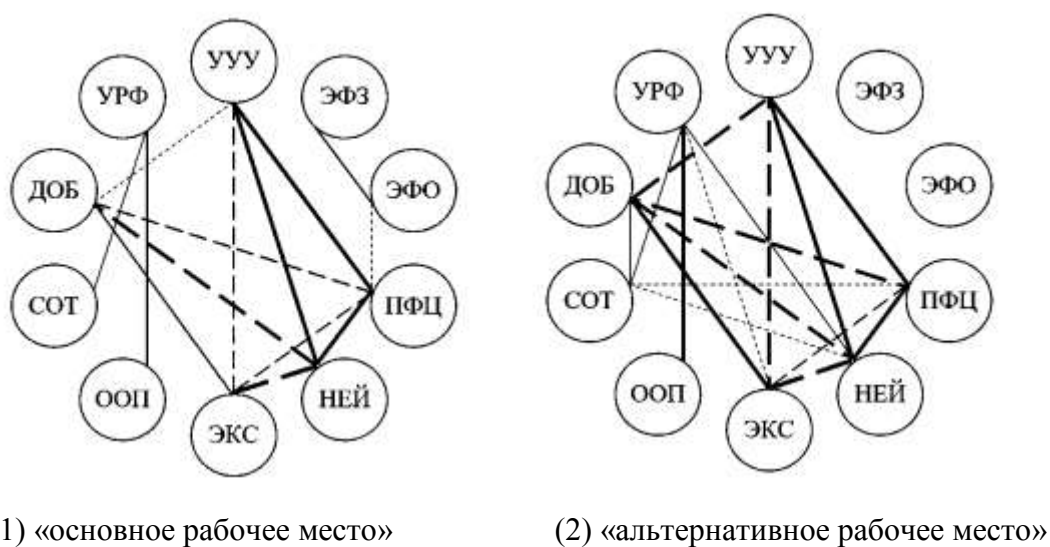 УУУ УУУ
УРФ ЭФЗ УРФ ЭФЗ
ДОБ ЭФО ДОБ ЭФО
СОТ ПФЦ СОТ ПФЦ
ООП НЕЙ ООП НЕЙ
ЭКС ЭКС
1) «основное рабочее место» (2) «альтернативное рабочее место»